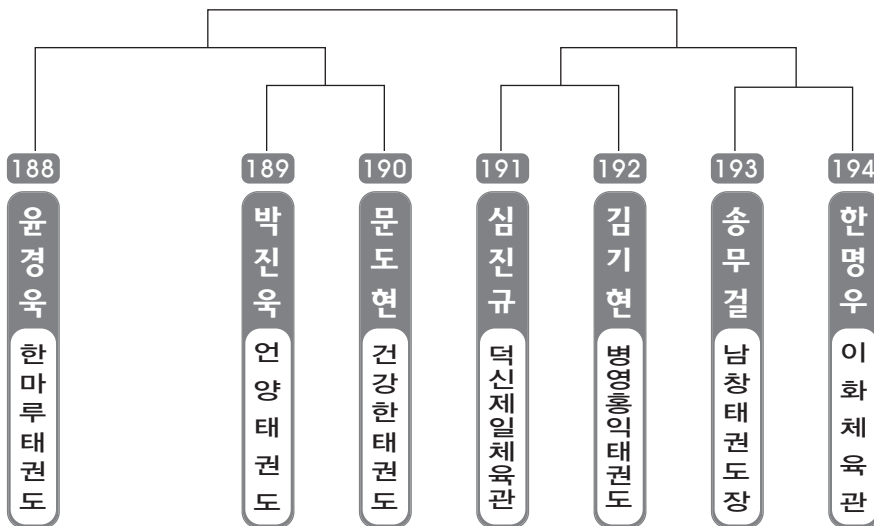 188
윤경욱
한마루태권도
189
박진욱
언양태권도
190
문도현
건강한태권도
191
심진규
덕신제일체육관
192
김기현
병영홍익태권도
193
송무걸
남창태권도장
194
한명우
이화체육관